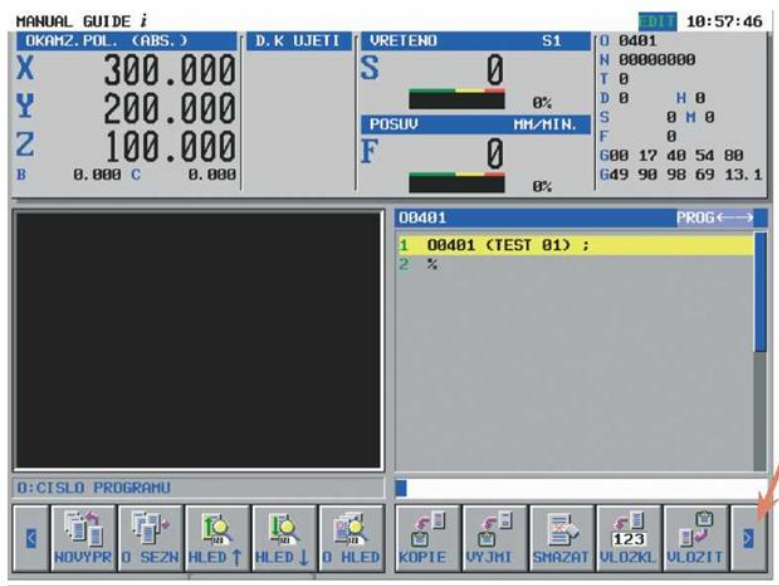 MANUAL GUIDE i EDIT 10:57:46
OKAMZ.POL. (ABS.) D.K UJETI VRETENO S1 O 0401
X 300.000 S 0 N 00000000
T 0
Y 200.000 0% D 0 H 0
POSUV MM/MIN. S 0 M 0
Z 100.000 F 0 F 0
G00 17 40 54 80
B 0.000 C 0.000 0% G49 90 98 69 13.1
O0401 PROG←→
1 O0401 (TEST 01) ;
2 %
O:CISLO PROGRAMU
< NOVYPR O SEZN HLED↑ HLED↓ O HLED KOPIE VYJMI SMAZAT 123 VLOZKL VLOZIT >